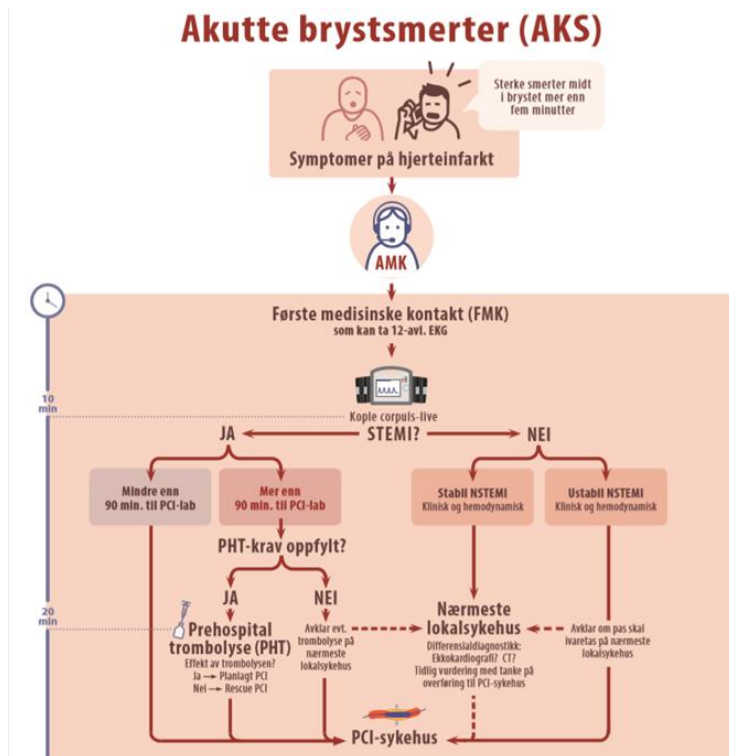 Akutte brystsmerter (AKS)
Sterke smerter midt
i brystet mer enn
fem minutter
Symptomer på hjerteinfarkt
AMK
Første medisinske kontakt (FMK)
som kan ta 12-avl. EKG
10
min
Kople corpuls-live
JA
STEMI?
NEI
Mindre enn
90 min. til PCI-lab
Mer enn
90 min. til PCI-lab
Stabil NSTEMI
Klinisk og hemodynamisk
Ustabil NSTEMI
Klinisk og hemodynamisk
PHT-krav oppfylt?
JA
NEI
20
min
Prehospital
trombolyse (PHT)
Effekt av trombolysen?
Ja → Planlagt PCI
Nei → Rescue PCI
Avklar evt.
trombolyse på
nærmeste
lokalsykehus
Nærmeste
lokalsykehus
Differensialdiagnostikk:
Ekkokardiografi? CT?
Tidlig vurdering med tanke på
overføring til PCI-sykehus
Avklar om pas skal
ivaretas på nærmeste
lokalsykehus
PCI-sykehus